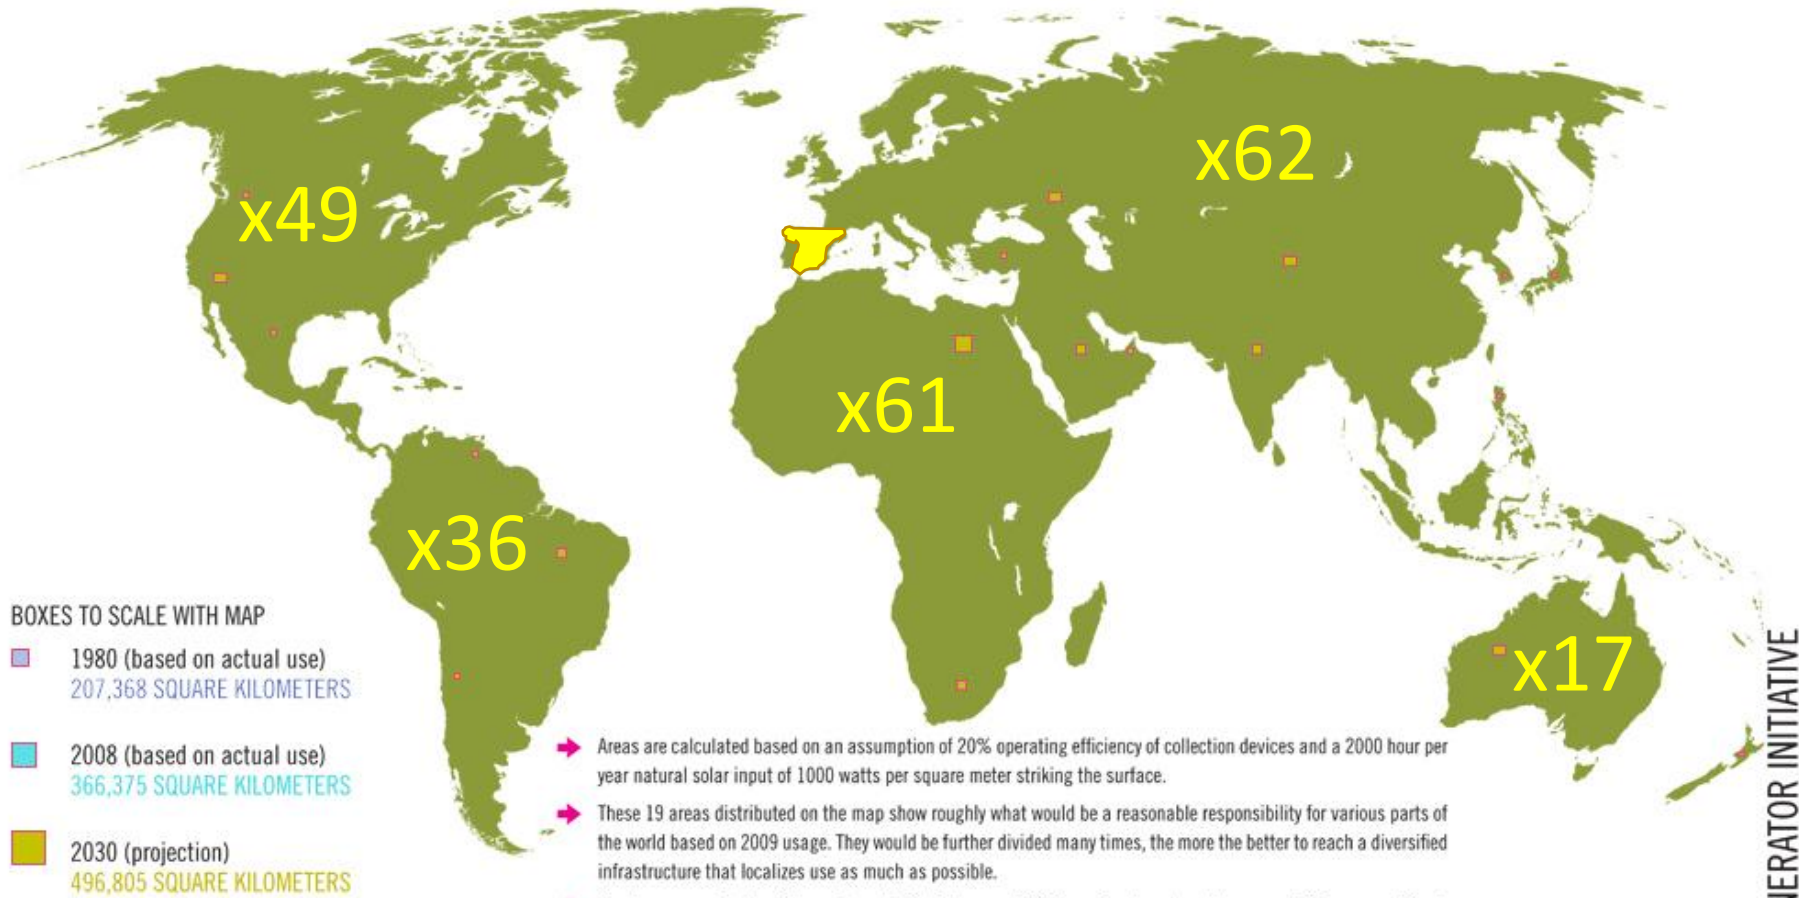 x62
x49
x61
x36
x17
BOXES TO SCALE WITH MAP
1980 (based on actual use)
207,368 SQUARE KILOMETERS
2008 (based on actual use)
366,375 SQUARE KILOMETERS
2030 (projection)
496,805 SQUARE KILOMETERS
Areas are calculated based on an assumption of 20% operating efficiency of collection devices and a 2000 hour per
year natural solar input of 1000 watts per square meter striking the surface.
These 19 areas distributed on the map show roughly what would be a reasonable responsibility for various parts of
the world based on 2009 usage. They would be further divided many times, the more the better to reach a diversified
infrastructure that localizes use as much as possible.
NERATOR INITIATIVE